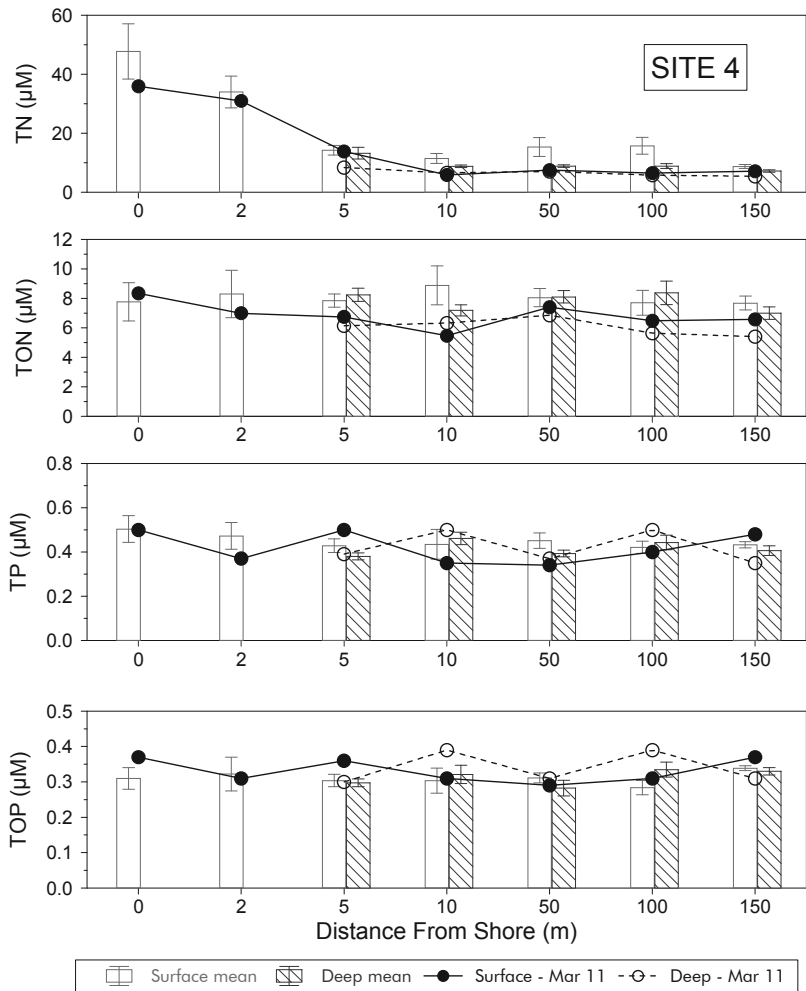 60
40
20
0
TN (µM)
SITE 4
0 2 5 10 50 100 150
12
10
8
6
4
2
0
TON (µM)
0 2 5 10 50 100 150
0.8
0.6
0.4
0.2
0.0
TP (µM)
0 2 5 10 50 100 150
0.5
0.4
0.3
0.2
0.1
0.0
TOP (µM)
0 2 5 10 50 100 150
Distance From Shore (m)
Surface mean Deep mean Surface - Mar 11 Deep - Mar 11